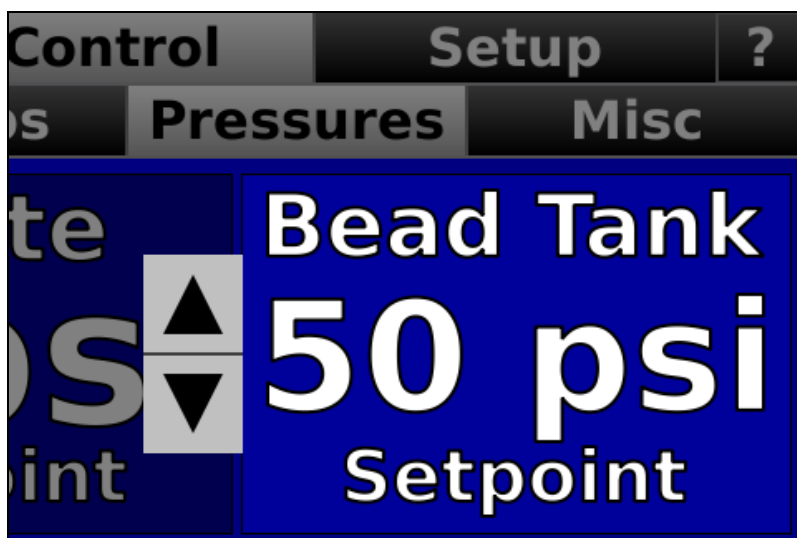 Control Setup ?
Pressures Misc
Bead Tank
50 psi
Setpoint